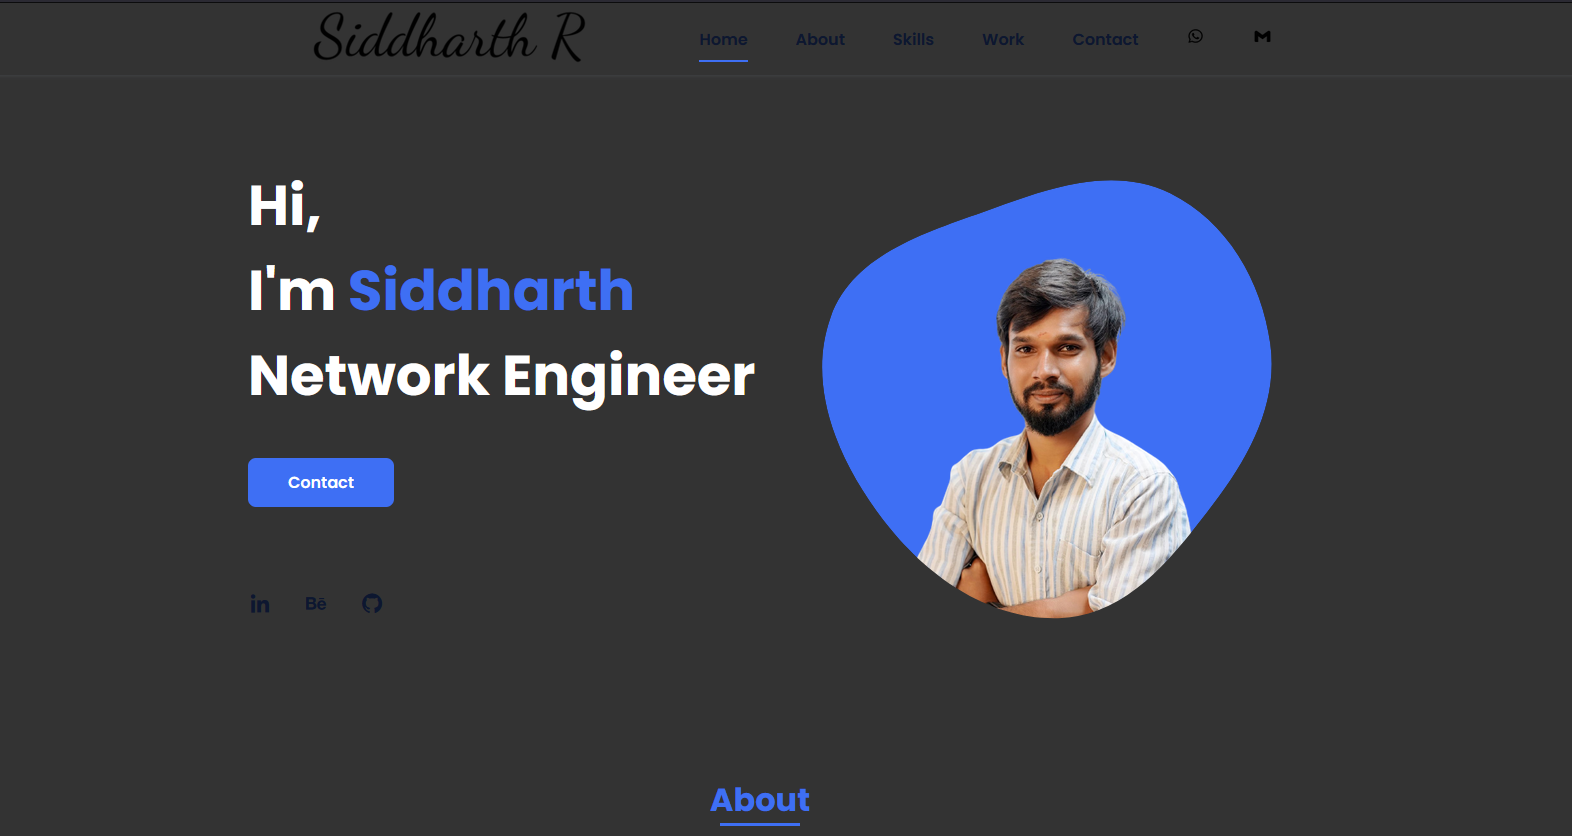 Siddharth R
Home About Skills Work Contact
Hi,
I'm Siddharth
Network Engineer
Contact
in Bē
About